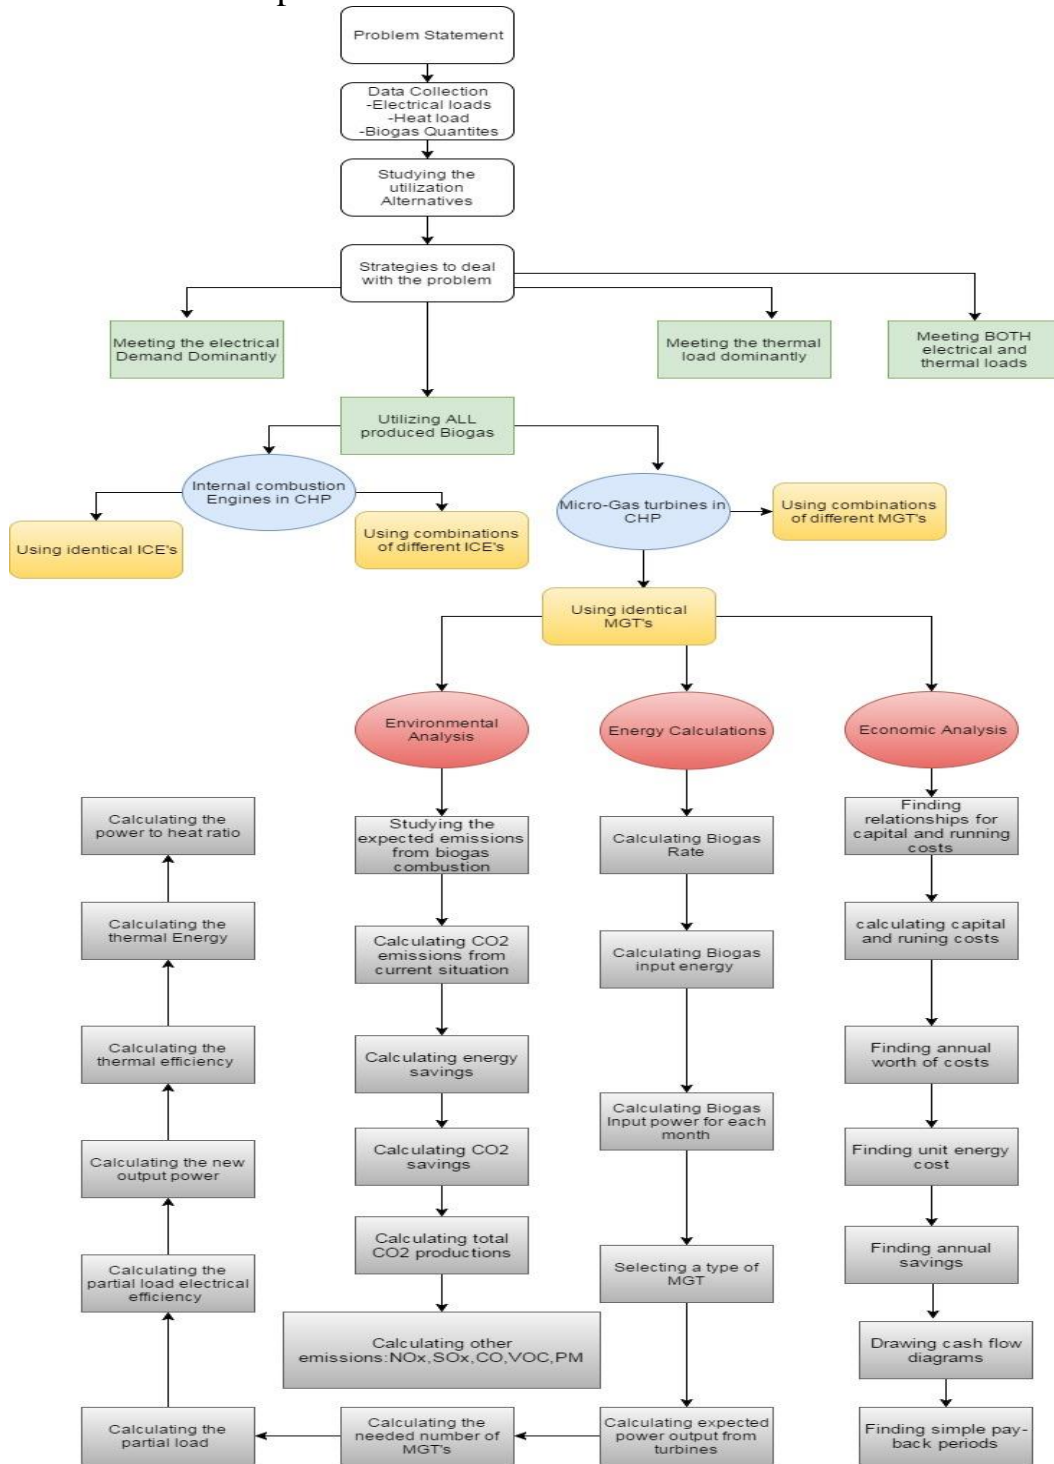 Problem Statement
Data Collection
-Electrical loads
-Heat load
-Biogas Quantites
Studying the
utilization
Alternatives
Strategies to deal
with the problem
Meeting the electrical
Demand Dominantly
Meeting the thermal
load dominantly
Meeting BOTH
electrical and
thermal loads
Utilizing ALL
produced Biogas
Internal combustion
Engines in CHP
Micro-Gas turbines in
CHP
Using combinations
of different MGT's
Using identical ICE's
Using combinations
of different ICE's
Using identical
MGT's
Environmental
Analysis
Energy Calculations
Economic Analysis
Studying the
expected emissions
from biogas
combustion
Calculating CO2
emissions from
current situation
Calculating energy
savings
Calculating CO2
savings
Calculating total
CO2 productions
Calculating other
emissions:NOx,SOx,CO,VOC,PM
Calculating Biogas
Rate
Calculating Biogas
input energy
Calculating Biogas
Input power for each
month
Selecting a type of
MGT
Calculating expected
power output from
turbines
Calculating the
needed number of
MGT's
Calculating the
partial load
Calculating the
partial load electrical
efficiency
Calculating the new
output power
Calculating the
thermal efficiency
Calculating the
thermal Energy
Calculating the
power to heat ratio
Finding
relationships for
capital and running
costs
calculating capital
and runing costs
Finding annual
worth of costs
Finding unit energy
cost
Finding annual
savings
Drawing cash flow
diagrams
Finding simple pay-
back periods